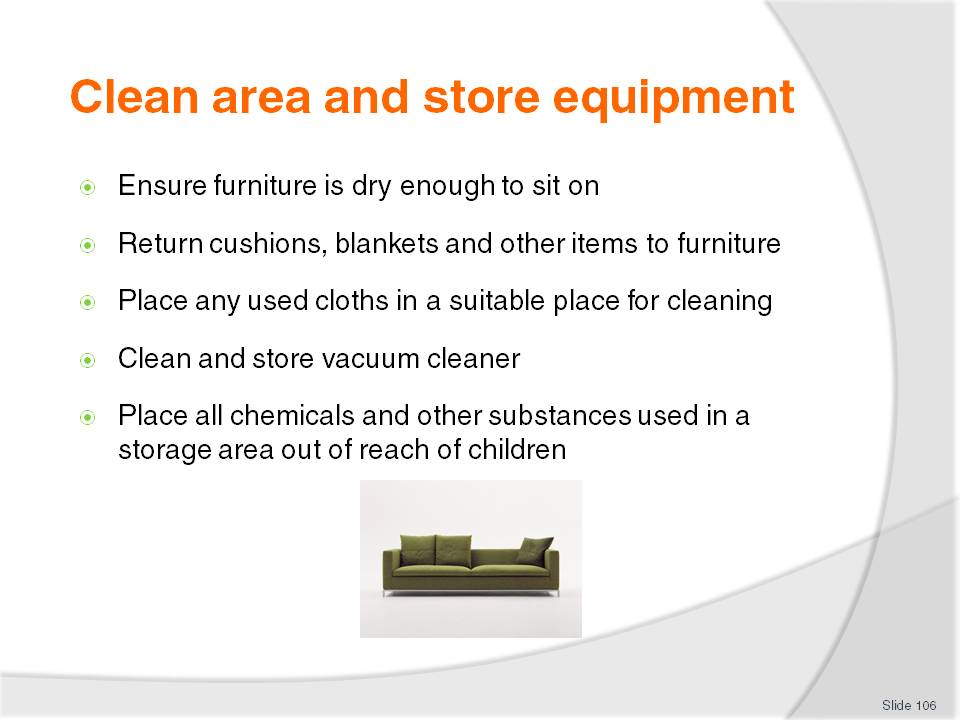 Clean area and store equipment
Ensure furniture is dry enough to sit on
Return cushions, blankets and other items to furniture
Place any used cloths in a suitable place for cleaning
Clean and store vacuum cleaner
Place all chemicals and other substances used in a
storage area out of reach of children
Slide 106